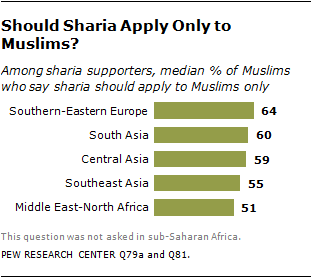 Should Sharia Apply Only to
Muslims?
Among sharia supporters, median % of Muslims
who say sharia should apply to Muslims only
Southern-Eastern Europe 64
South Asia 60
Central Asia 59
Southeast Asia 55
Middle East-North Africa 51
This question was not asked in sub-Saharan Africa.
PEW RESEARCH CENTER Q79a and Q81.